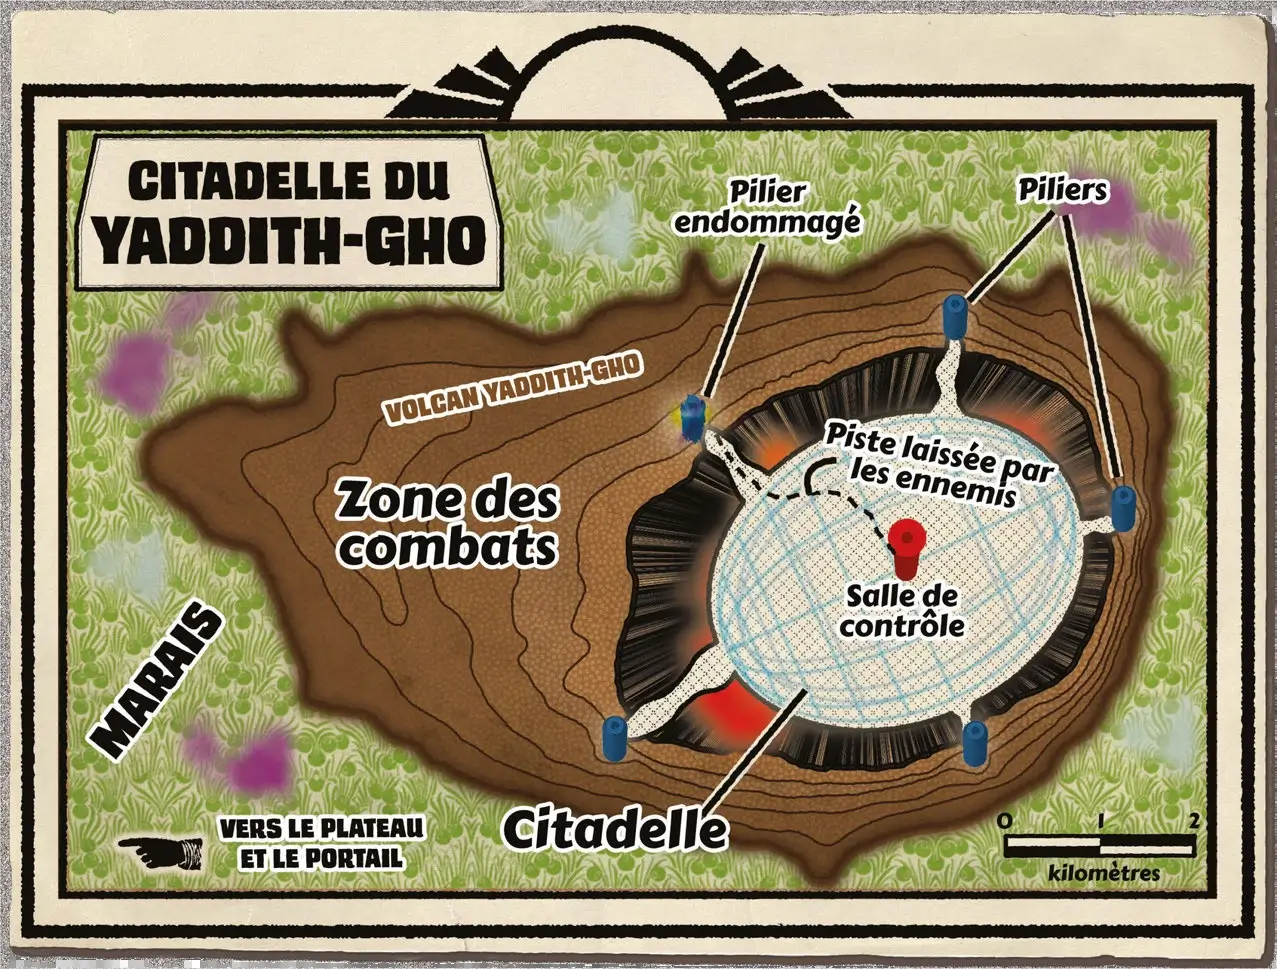 CITADELLE DU
YADDITH-GHO
Pilier
endommagé
Piliers
VOLCAN YADDITH-GHO
Piste laissée par
les ennemis
Zone des
combats
Salle de
contrôle
MARAIS
Citadelle
VERS LE PLATEAU
ET LE PORTAIL
0 1 2
kilomètres